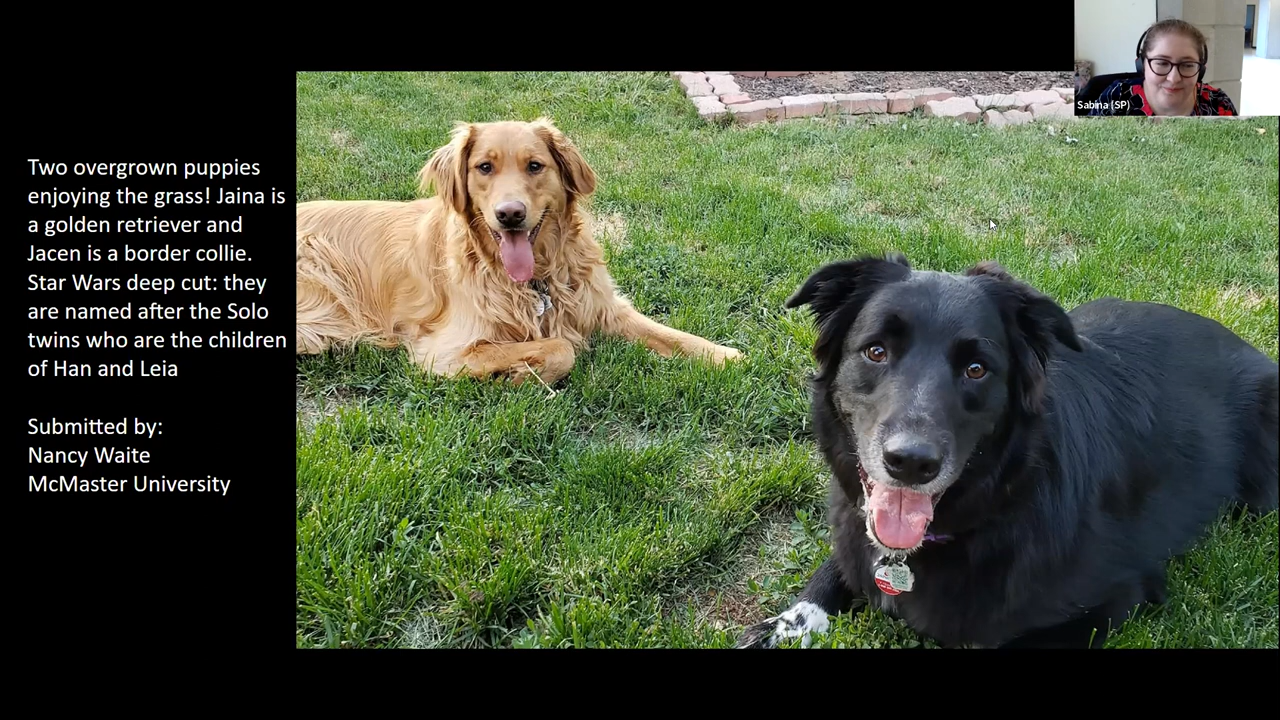 Two overgrown puppies
enjoying the grass! Jaina is
a golden retriever and
Jacen is a border collie.
Star Wars deep cut: they
are named after the Solo
twins who are the children
of Han and Leia
Submitted by:
Nancy Waite
McMaster University
Sabina (SP)